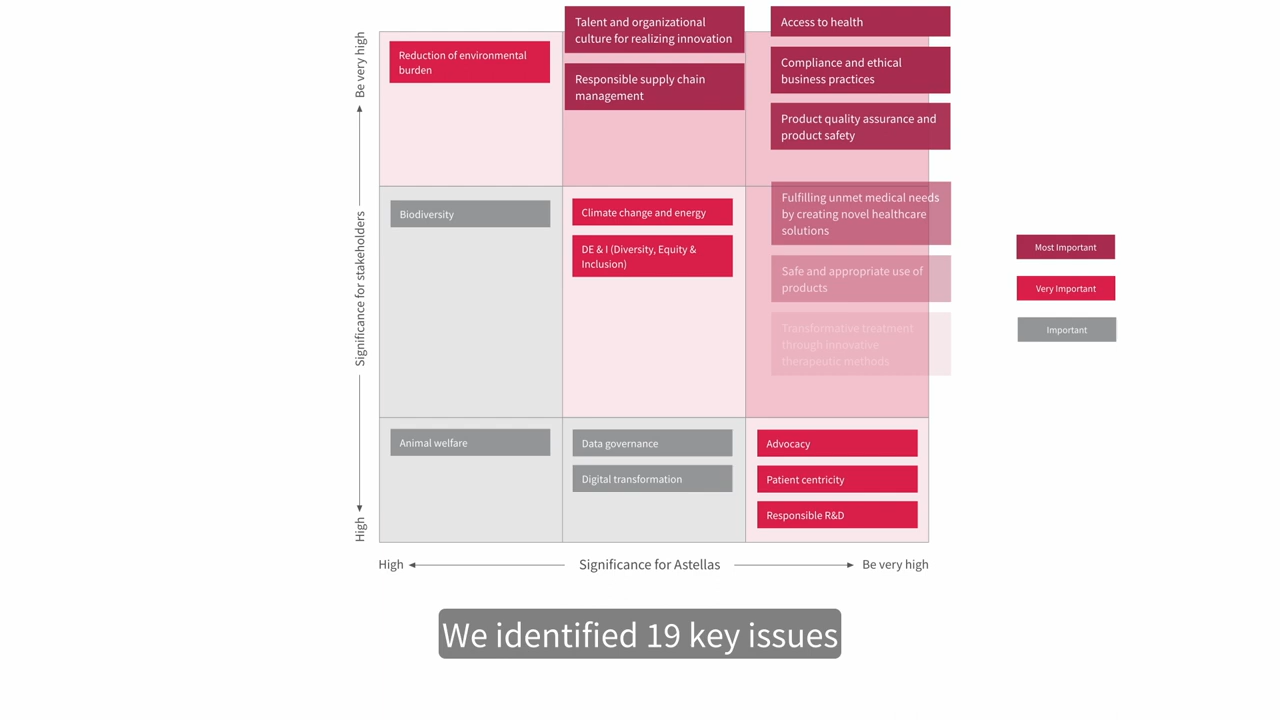 Be very high
Significance for stakeholders
High
Reduction of environmental
burden
Talent and organizational
culture for realizing innovation
Responsible supply chain
management
Access to health
Compliance and ethical
business practices
Product quality assurance and
product safety
Biodiversity
Climate change and energy
DE & I (Diversity, Equity &
Inclusion)
Fulfilling unmet medical needs
by creating novel healthcare
solutions
Safe and appropriate use of
products
Transformative treatment
through innovative
therapeutic methods
Animal welfare
Data governance
Digital transformation
Advocacy
Patient centricity
Responsible R&D
High
Significance for Astellas
Be very high
Most Important
Very Important
Important
We identified 19 key issues